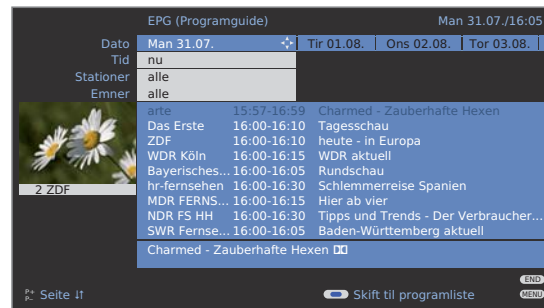 EPG (Programguide) Man 31.07./16:05
Dato Man 31.07. Tir 01.08. Ons 02.08. Tor 03.08.
Tid nu
Stationer alle
Emner alle
arte 15:57-16:59 Charmed - Zauberhafte Hexen
Das Erste 16:00-16:10 Tagesschau
ZDF 16:00-16:10 heute - in Europa
WDR Köln 16:00-16:15 WDR aktuell
Bayerisches... 16:00-16:05 Rundschau
hr-fernsehen 16:00-16:30 Schlemmerreise Spanien
MDR FERNS... 16:00-16:15 Hier ab vier
NDR FS HH 16:00-16:30 Tipps und Trends - Der Verbraucher...
SWR Fernse... 16:00-16:05 Baden-Württemberg aktuell
2 ZDF
Charmed - Zauberhafte Hexen
END
P+ P- Seite Skift til programliste MENU